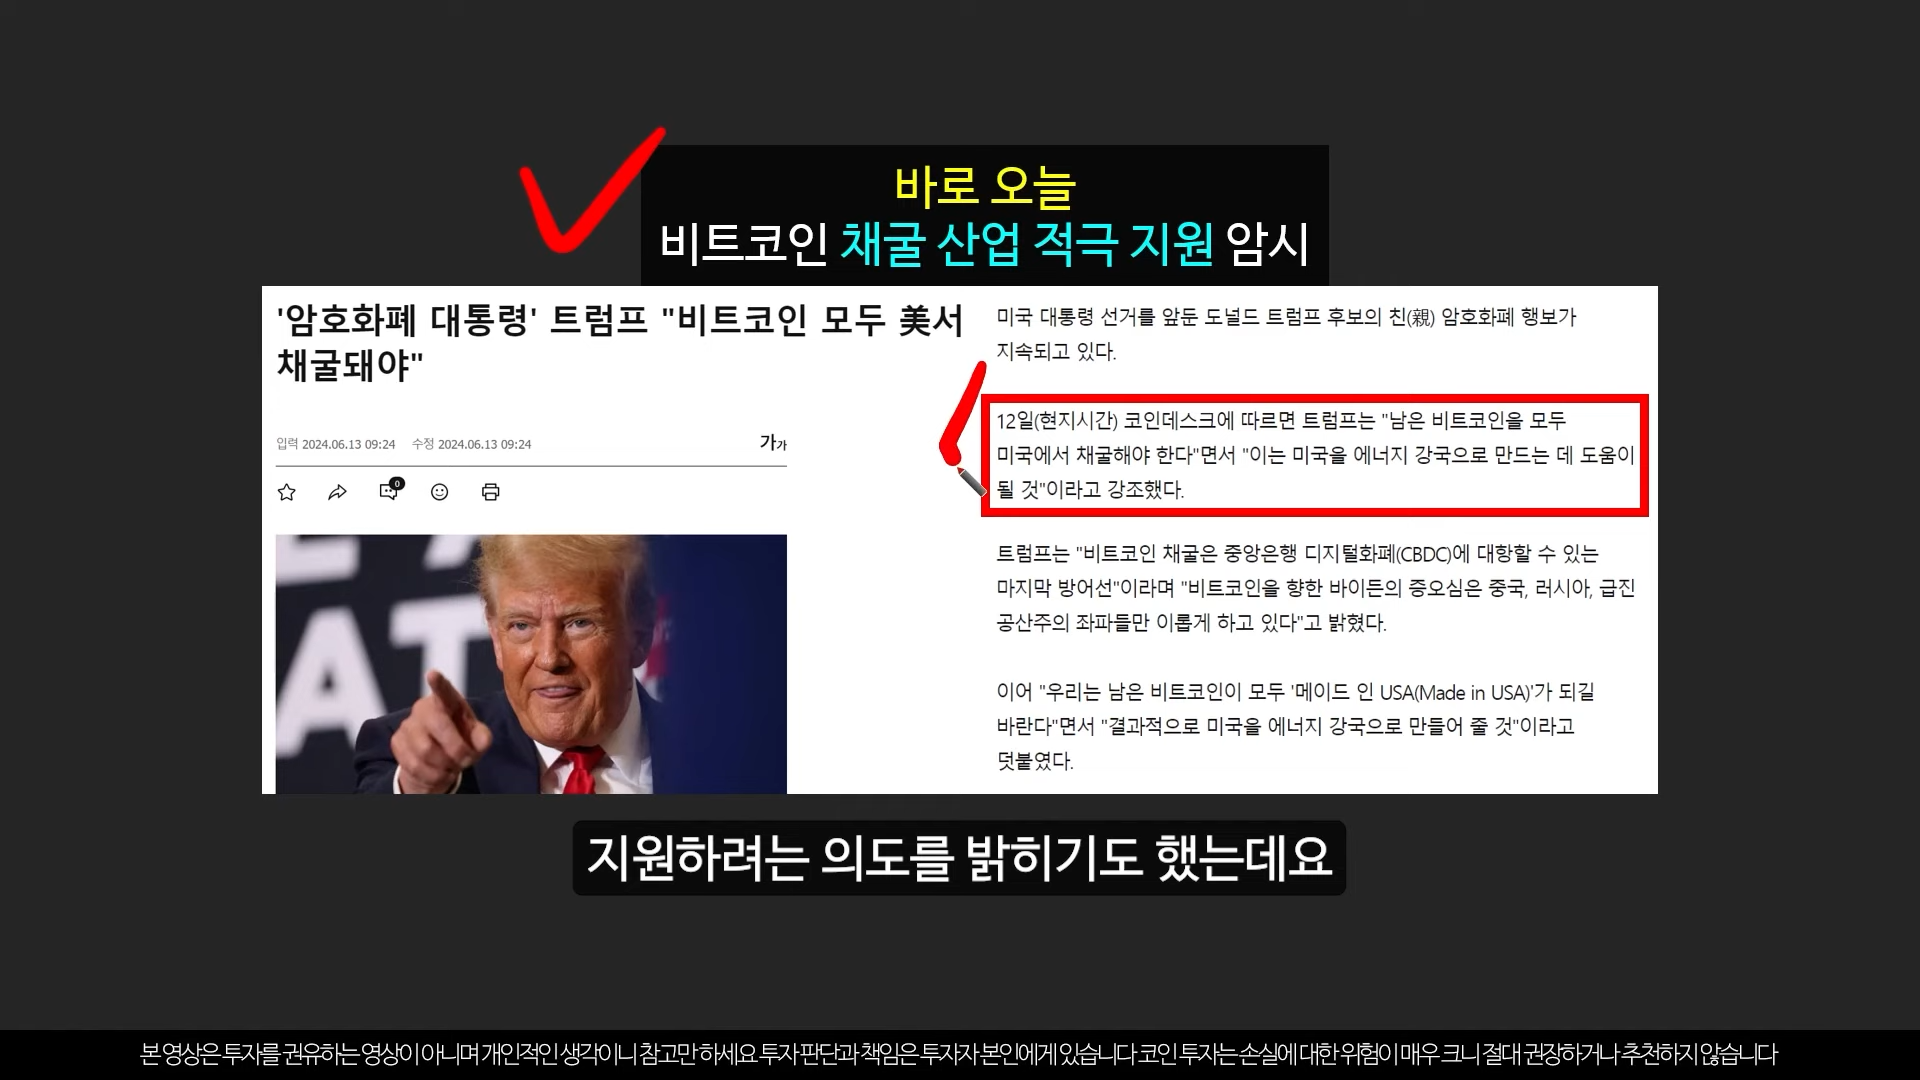 바로 오늘
비트코인 채굴 산업 적극 지원 암시
'암호화폐 대통령' 트럼프 "비트코인 모두 美서
채굴돼야"
입력 2024.06.13 09:24 수정 2024.06.13 09:24
가가
0
미국 대통령 선거를 앞둔 도널드 트럼프 후보의 친(親) 암호화폐 행보가
지속되고 있다.
12일(현지시간) 코인데스크에 따르면 트럼프는 "남은 비트코인을 모두
미국에서 채굴해야 한다"면서 "이는 미국을 에너지 강국으로 만드는 데 도움이
될 것"이라고 강조했다.
트럼프는 "비트코인 채굴은 중앙은행 디지털화폐(CBDC)에 대항할 수 있는
마지막 방어선"이라며 "비트코인을 향한 바이든의 증오심은 중국, 러시아, 급진
공산주의 좌파들만 이롭게 하고 있다"고 밝혔다.
이어 "우리는 남은 비트코인이 모두 '메이드 인 USA(Made in USA)'가 되길
바란다"면서 "결과적으로 미국을 에너지 강국으로 만들어 줄 것"이라고
덧붙였다.
AT
지원하려는 의도를 밝히기도 했는데요
본 영상은 투자를 권유하는 영상이 아니며 개인적인 생각이니 참고만 하세요 투자 판단과 책임은 투자자 본인에게 있습니다 코인 투자는 손실에 대한 위험이 매우 크니 절대 권장하거나 추천하지 않습니다